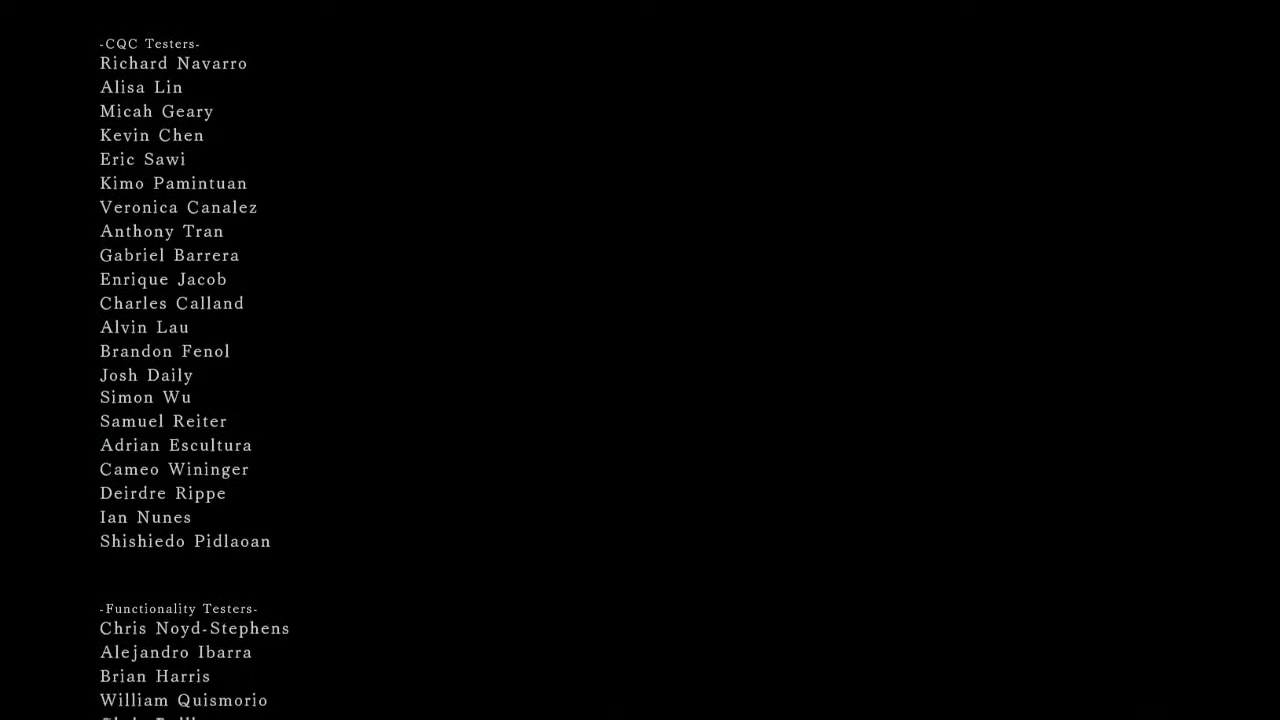 -CQC Testers-
Richard Navarro
Alisa Lin
Micah Geary
Kevin Chen
Eric Sawi
Kimo Pamintuan
Veronica Canalez
Anthony Tran
Gabriel Barrera
Enrique Jacob
Charles Calland
Alvin Lau
Brandon Fenol
Josh Daily
Simon Wu
Samuel Reiter
Adrian Escultura
Cameo Wininger
Deirdre Rippe
Ian Nunes
Shishiedo Pidlaoan
-Functionality Testers-
Chris Noyd-Stephens
Alejandro Ibarra
Brian Harris
William Quismorio